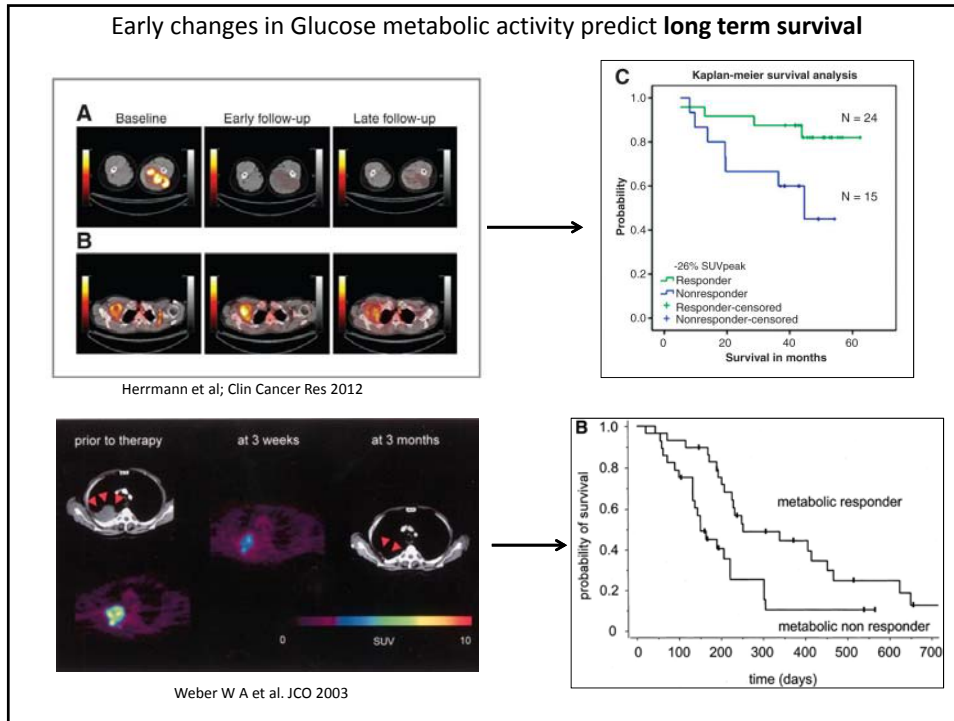 Early changes in Glucose metabolic activity predict long term survival
A
Baseline
Early follow-up
Late follow-up
B
Herrmann et al; Clin Cancer Res 2012
C
Kaplan-meier survival analysis
1.0
0.8
0.6
0.4
0.2
0.0
Probability
N = 24
N = 15
-26% SUVpeak
Responder
Nonresponder
Responder-censored
Nonresponder-censored
0
20
40
60
Survival in months
prior to therapy
at 3 weeks
at 3 months
0
SUV
10
Weber W A et al. JCO 2003
B
1.0
0.8
0.6
0.4
0.2
0
probability of survival
metabolic responder
metabolic non responder
0 100 200 300 400 500 600 700
time (days)